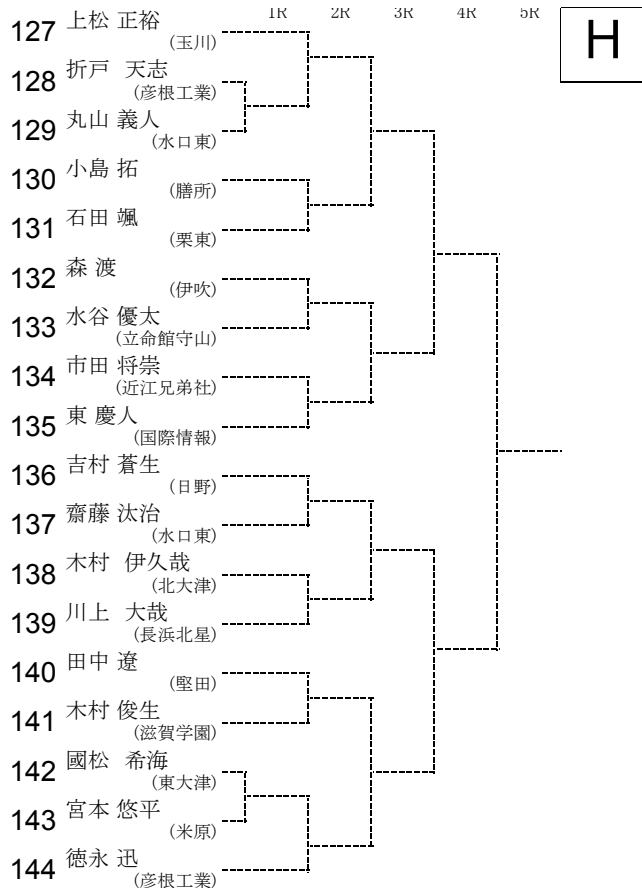 1R 2R 3R 4R 5R
H
127 上松 正裕
(玉川)
128 折戸 天志
(彦根工業)
129 丸山 義人
(水口東)
130 小島 拓
(膳所)
131 石田 颯
(栗東)
132 森 渡
(伊吹)
133 水谷 優太
(立命館守山)
134 市田 将崇
(近江兄弟社)
135 東 慶人
(国際情報)
136 吉村 蒼生
(日野)
137 齋藤 汰治
(水口東)
138 木村 伊久哉
(北大津)
139 川上 大哉
(長浜北星)
140 田中 遼
(堅田)
141 木村 俊生
(滋賀学園)
142 國松 希海
(東大津)
143 宮本 悠平
(米原)
144 徳永 迅
(彦根工業)